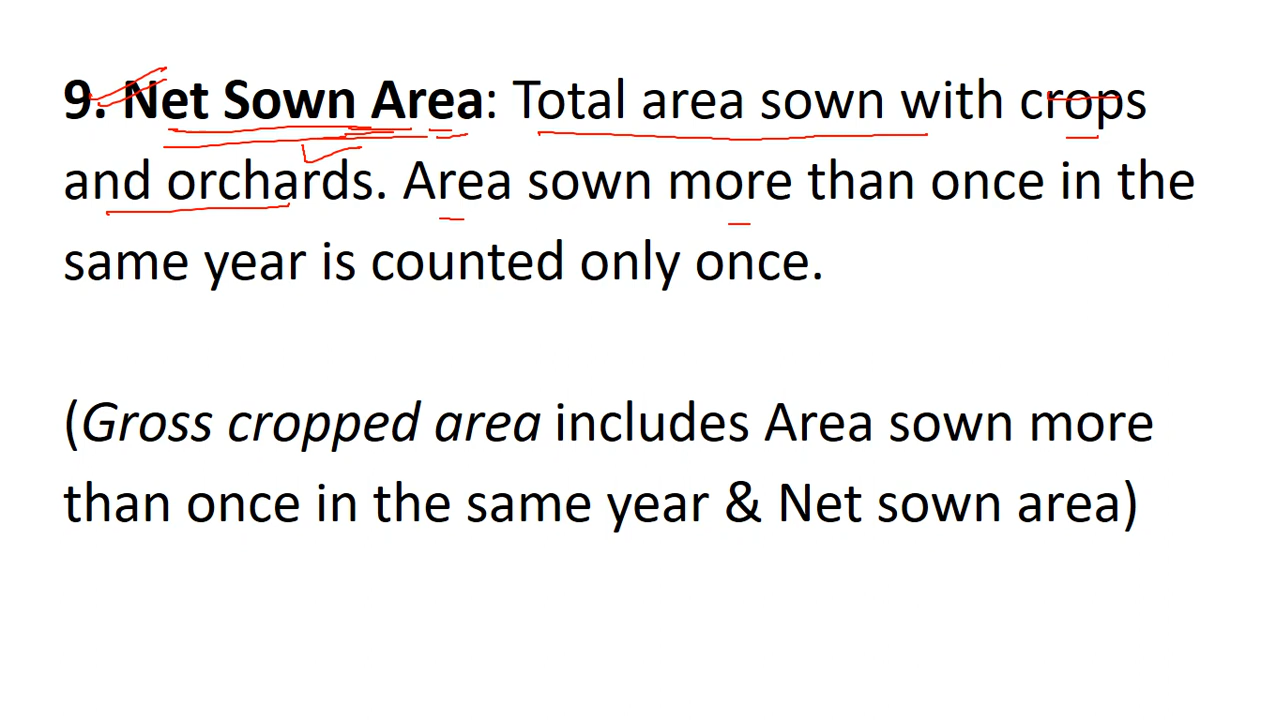 9. Net Sown Area: Total area sown with crops
and orchards. Area sown more than once in the
same year is counted only once.
(Gross cropped area includes Area sown more
than once in the same year & Net sown area)